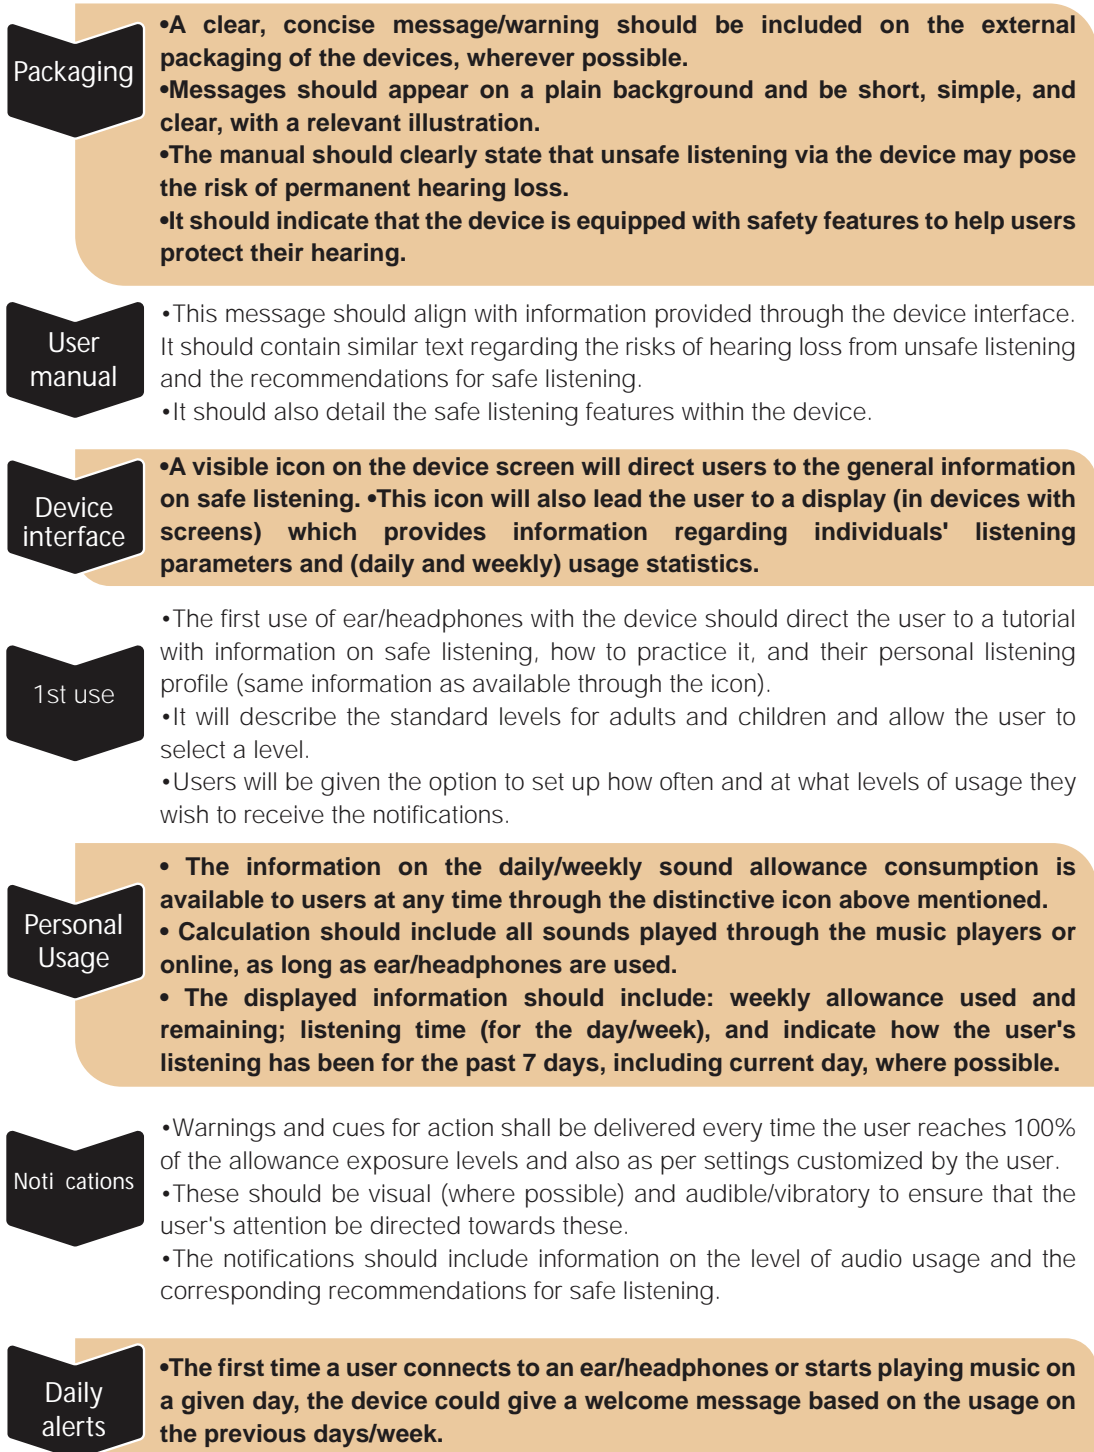 Packaging
•A clear, concise message/warning should be included on the external
packaging of the devices, wherever possible.
•Messages should appear on a plain background and be short, simple, and
clear, with a relevant illustration.
•The manual should clearly state that unsafe listening via the device may pose
the risk of permanent hearing loss.
•It should indicate that the device is equipped with safety features to help users
protect their hearing.
User
manual
•This message should align with information provided through the device interface.
It should contain similar text regarding the risks of hearing loss from unsafe listening
and the recommendations for safe listening.
•It should also detail the safe listening features within the device.
Device
interface
•A visible icon on the device screen will direct users to the general information
on safe listening. •This icon will also lead the user to a display (in devices with
screens) which provides information regarding individuals' listening
parameters and (daily and weekly) usage statistics.
1st use
•The first use of ear/headphones with the device should direct the user to a tutorial
with information on safe listening, how to practice it, and their personal listening
profile (same information as available through the icon).
•It will describe the standard levels for adults and children and allow the user to
select a level.
•Users will be given the option to set up how often and at what levels of usage they
wish to receive the notifications.
Personal
Usage
• The information on the daily/weekly sound allowance consumption is
available to users at any time through the distinctive icon above mentioned.
• Calculation should include all sounds played through the music players or
online, as long as ear/headphones are used.
• The displayed information should include: weekly allowance used and
remaining; listening time (for the day/week), and indicate how the user's
listening has been for the past 7 days, including current day, where possible.
Noti cations
•Warnings and cues for action shall be delivered every time the user reaches 100%
of the allowance exposure levels and also as per settings customized by the user.
•These should be visual (where possible) and audible/vibratory to ensure that the
user's attention be directed towards these.
•The notifications should include information on the level of audio usage and the
corresponding recommendations for safe listening.
Daily
alerts
•The first time a user connects to an ear/headphones or starts playing music on
a given day, the device could give a welcome message based on the usage on
the previous days/week.